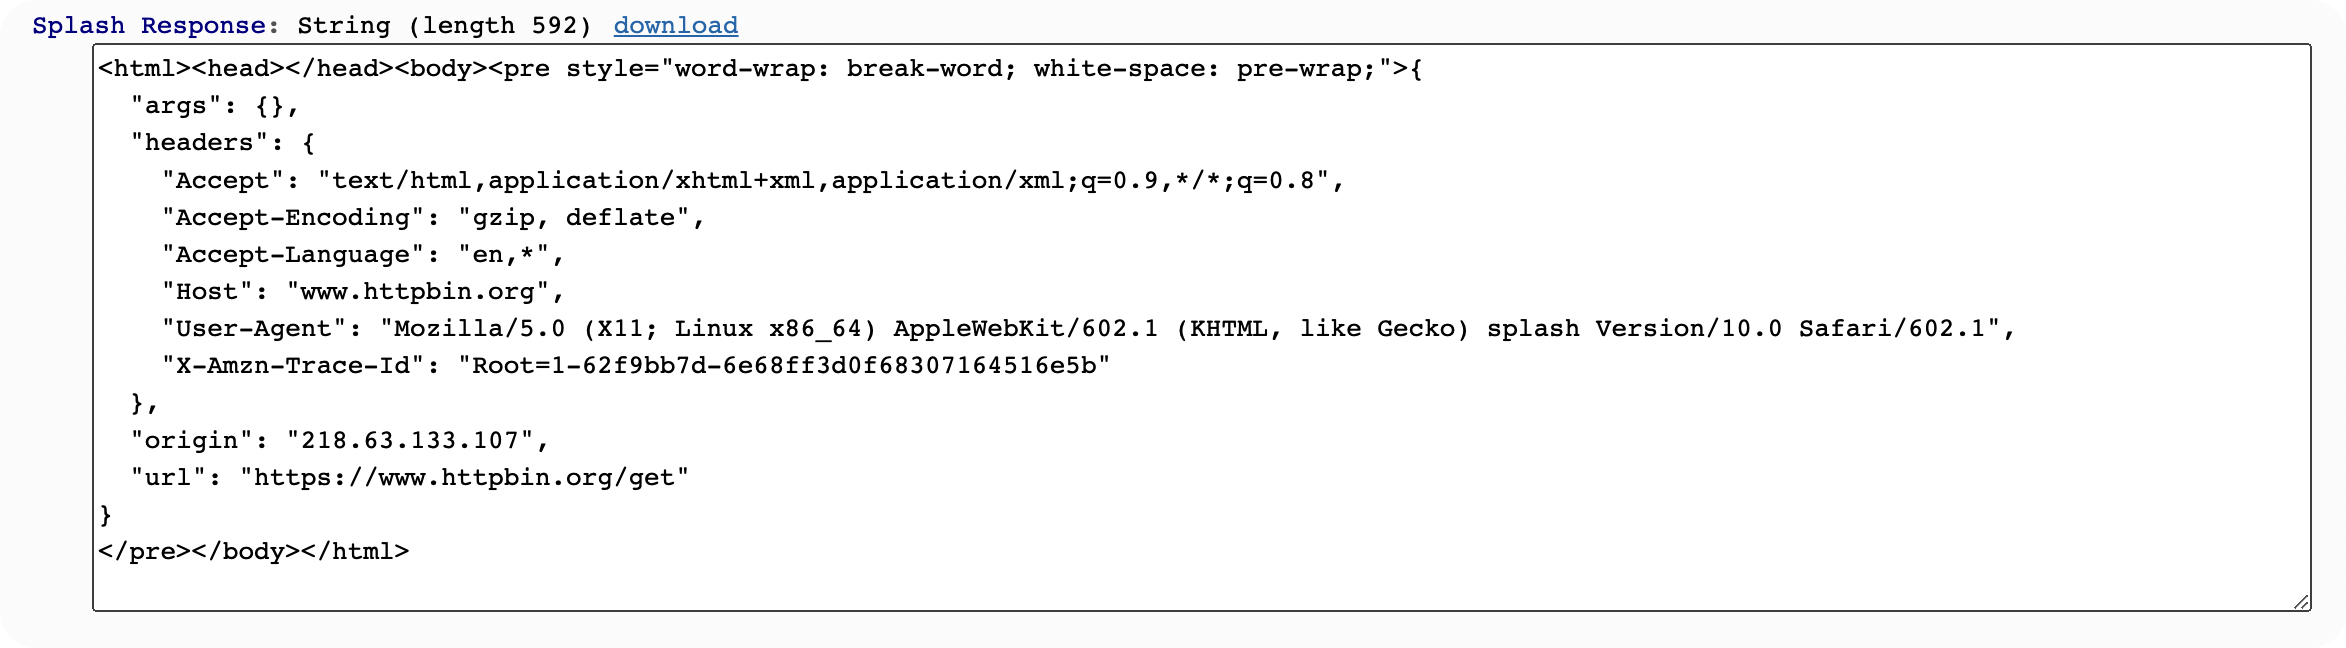 Splash Response: String (length 592) download
<html><head></head><body><pre style="word-wrap: break-word; white-space: pre-wrap;">{
  "args": {},
  "headers": {
    "Accept": "text/html,application/xhtml+xml,application/xml;q=0.9,*/*;q=0.8",
    "Accept-Encoding": "gzip, deflate",
    "Accept-Language": "en,*",
    "Host": "www.httpbin.org",
    "User-Agent": "Mozilla/5.0 (X11; Linux x86_64) AppleWebKit/602.1 (KHTML, like Gecko) splash Version/10.0 Safari/602.1",
    "X-Amzn-Trace-Id": "Root=1-62f9bb7d-6e68ff3d0f68307164516e5b"
  },
  "origin": "218.63.133.107",
  "url": "https://www.httpbin.org/get"
}
</pre></body></html>